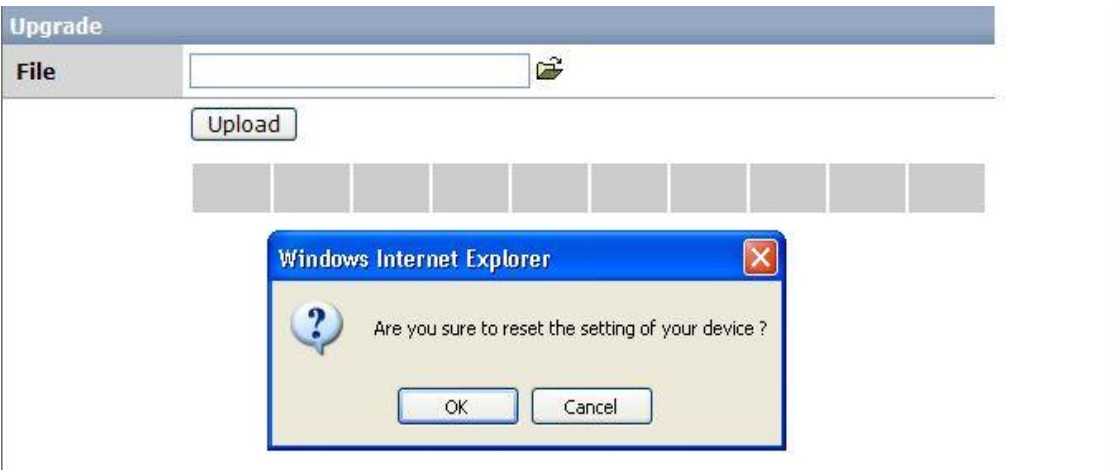 Upgrade
File
Upload
Windows Internet Explorer
?
Are you sure to reset the setting of your device ?
OK Cancel